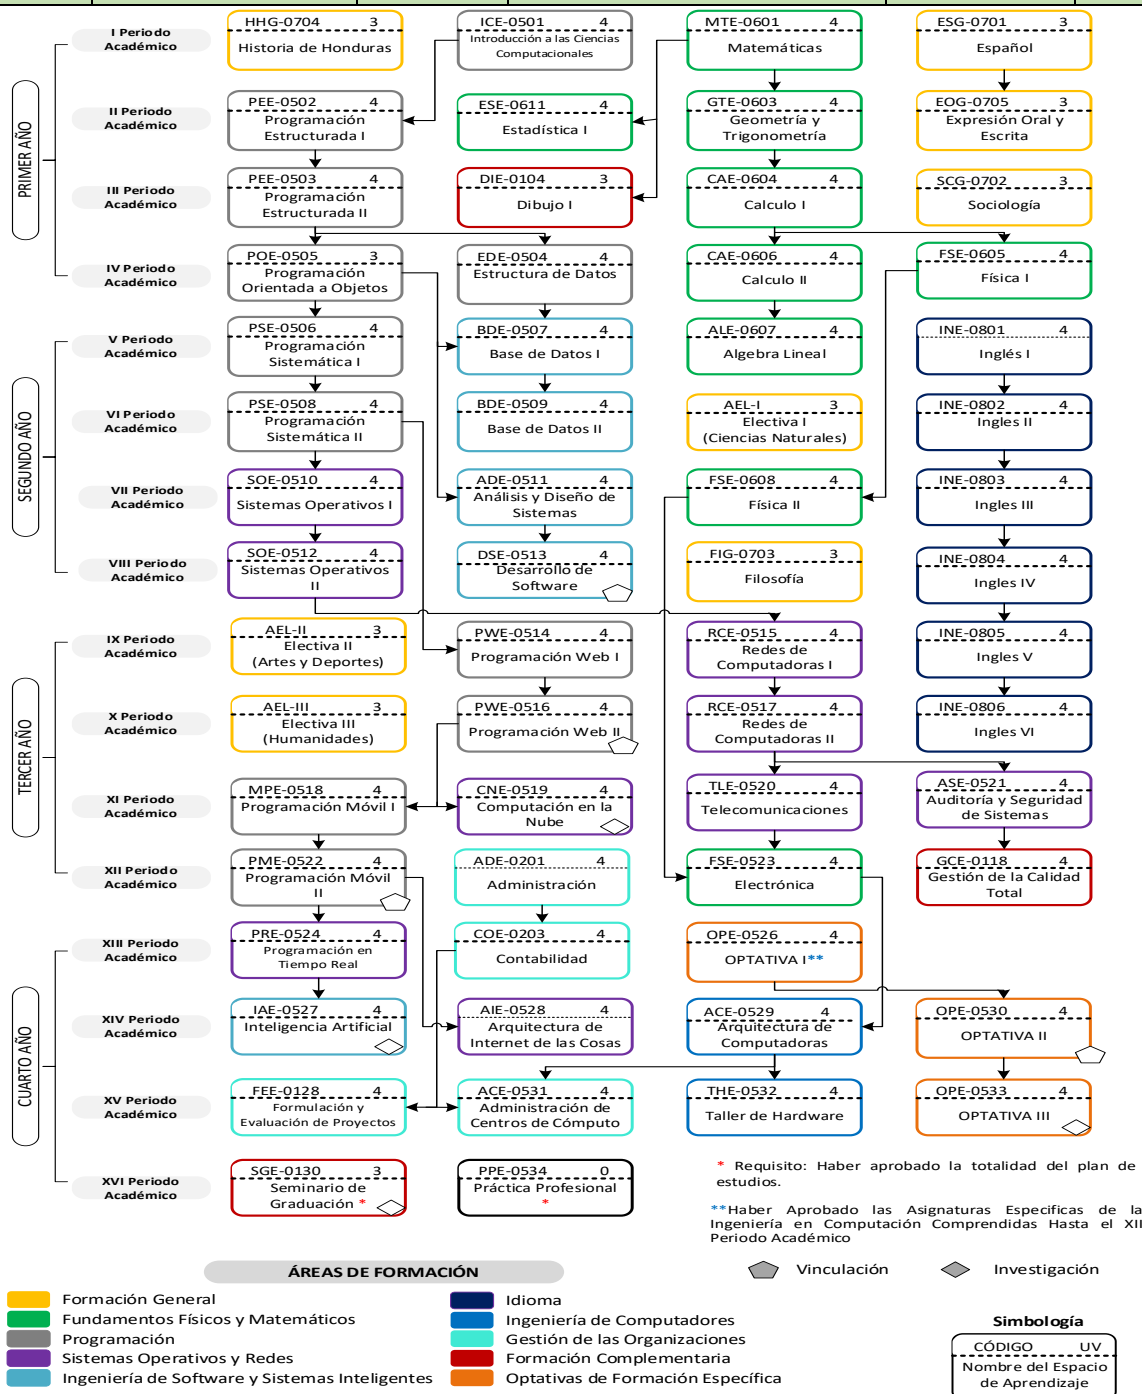 PRIMER AÑO
SEGUNDO AÑO
TERCER AÑO
CUARTO AÑO
I Periodo
Académico
HHG-0704 3
Historia de Honduras
ICE-0501 4
Introducción a las Ciencias
Computacionales
MTE-0601 4
Matemáticas
ESG-0701 3
Español
II Periodo
Académico
PEE-0502 4
Programación
Estructurada I
ESE-0611 4
Estadística I
GTE-0603 4
Geometría y
Trigonometría
EOG-0705 3
Expresión Oral y
Escrita
III Periodo
Académico
PEE-0503 4
Programación
Estructurada II
DIE-0104 3
Dibujo I
CAE-0604 4
Calculo I
SCG-0702 3
Sociología
IV Periodo
Académico
POE-0505 3
Programación
Orientada a Objetos
EDE-0504 4
Estructura de Datos
CAE-0606 4
Calculo II
FSE-0605 4
Física I
V Periodo
Académico
PSE-0506 4
Programación
Sistemática I
BDE-0507 4
Base de Datos I
ALE-0607 4
Algebra Lineal
INE-0801 4
Inglés I
VI Periodo
Académico
PSE-0508 4
Programación
Sistemática II
BDE-0509 4
Base de Datos II
AEL-I 3
Electiva I
(Ciencias Naturales)
INE-0802 4
Ingles II
VII Periodo
Académico
SOE-0510 4
Sistemas Operativos I
ADE-0511 4
Análisis y Diseño de
Sistemas
FSE-0608 4
Física II
INE-0803 4
Ingles III
VIII Periodo
Académico
SOE-0512 4
Sistemas Operativos
II
DSE-0513 4
Desarrollo de
Software
FIG-0703 3
Filosofía
INE-0804 4
Ingles IV
IX Periodo
Académico
AEL-II 3
Electiva II
(Artes y Deportes)
PWE-0514 4
Programación Web I
RCE-0515 4
Redes de
Computadoras I
INE-0805 4
Ingles V
X Periodo
Académico
AEL-III 3
Electiva III
(Humanidades)
PWE-0516 4
Programación Web II
RCE-0517 4
Redes de
Computadoras II
INE-0806 4
Ingles VI
XI Periodo
Académico
MPE-0518 4
Programación Móvil I
CNE-0519 4
Computación en la
Nube
TLE-0520 4
Telecomunicaciones
ASE-0521 4
Auditoría y Seguridad
de Sistemas
XII Periodo
Académico
PME-0522 4
Programación Móvil
II
ADE-0201 4
Administración
FSE-0523 4
Electrónica
GCE-0118 4
Gestión de la Calidad
Total
XIII Periodo
Académico
PRE-0524 4
Programación en
Tiempo Real
COE-0203 4
Contabilidad
OPE-0526 4
OPTATIVA I**
XIV Periodo
Académico
IAE-0527 4
Inteligencia Artificial
AIE-0528 4
Arquitectura de
Internet de las Cosas
ACE-0529 4
Arquitectura de
Computadoras
OPE-0530 4
OPTATIVA II
XV Periodo
Académico
FEE-0128 4
Formulación y
Evaluación de Proyectos
ACE-0531 4
Administración de
Centros de Cómputo
THE-0532 4
Taller de Hardware
OPE-0533 4
OPTATIVA III
XVI Periodo
Académico
SGE-0130 3
Seminario de
Graduación *
PPE-0534 0
Práctica Profesional
*
* Requisito: Haber aprobado la totalidad del plan de
estudios.
**Haber Aprobado las Asignaturas Especificas de la
Ingeniería en Computación Comprendidas Hasta el XII
Periodo Académico
Vinculación
Investigación
ÁREAS DE FORMACIÓN
Formación General
Fundamentos Físicos y Matemáticos
Programación
Sistemas Operativos y Redes
Ingeniería de Software y Sistemas Inteligentes
Idioma
Ingeniería de Computadores
Gestión de las Organizaciones
Formación Complementaria
Optativas de Formación Específica
Simbología
CÓDIGO UV
Nombre del Espacio
de Aprendizaje